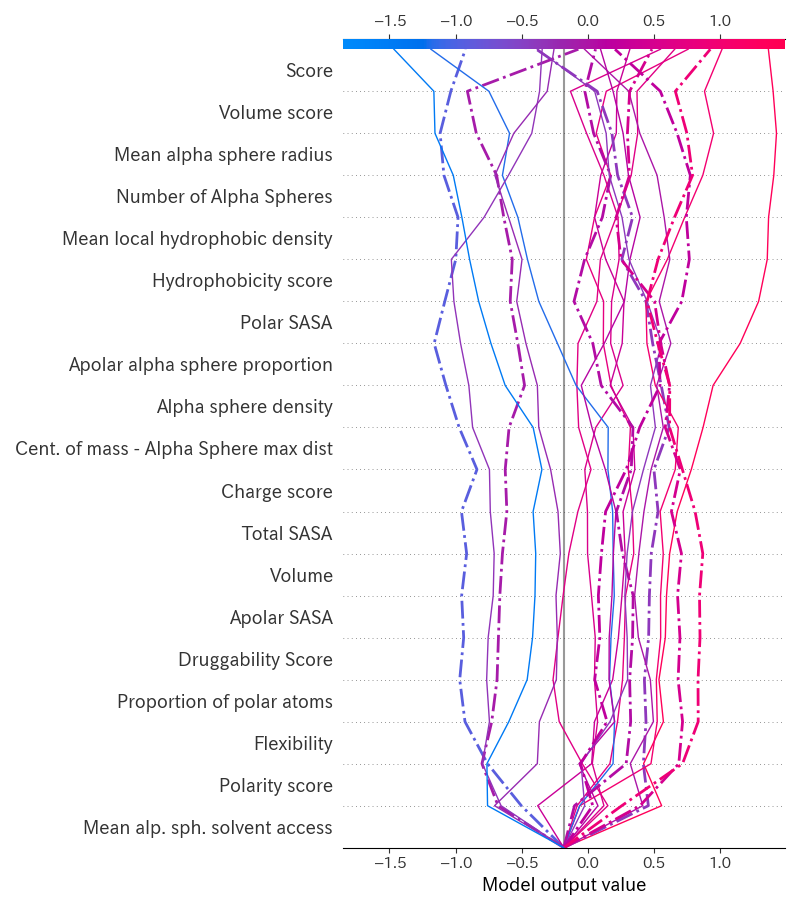 −1.5 −1.0 −0.5 0.0 0.5 1.0
Score
Volume score
Mean alpha sphere radius
Number of Alpha Spheres
Mean local hydrophobic density
Hydrophobicity score
Polar SASA
Apolar alpha sphere proportion
Alpha sphere density
Cent. of mass - Alpha Sphere max dist
Charge score
Total SASA
Volume
Apolar SASA
Druggability Score
Proportion of polar atoms
Flexibility
Polarity score
Mean alp. sph. solvent access
−1.5 −1.0 −0.5 0.0 0.5 1.0
Model output value